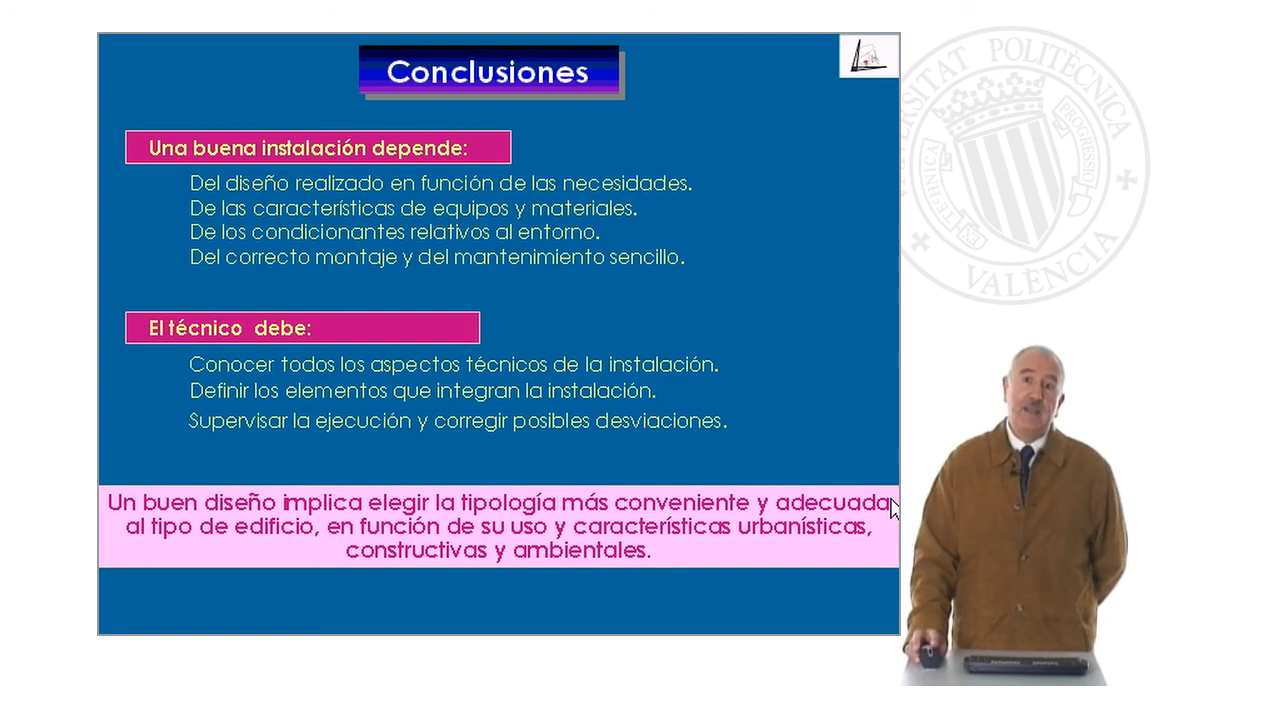 Conclusiones
Una buena instalación depende:
Del diseño realizado en función de las necesidades.
De las características de equipos y materiales.
De los condicionantes relativos al entorno.
Del correcto montaje y del mantenimiento sencillo.
El técnico debe:
Conocer todos los aspectos técnicos de la instalación.
Definir los elementos que integran la instalación.
Supervisar la ejecución y corregir posibles desviaciones.
Un buen diseño implica elegir la tipología más conveniente y adecuada
al tipo de edificio, en función de su uso y características urbanísticas,
constructivas y ambientales.
POLITÈCNICA
VALÈNCIA
EX TECHNICA
PROGRESSIO